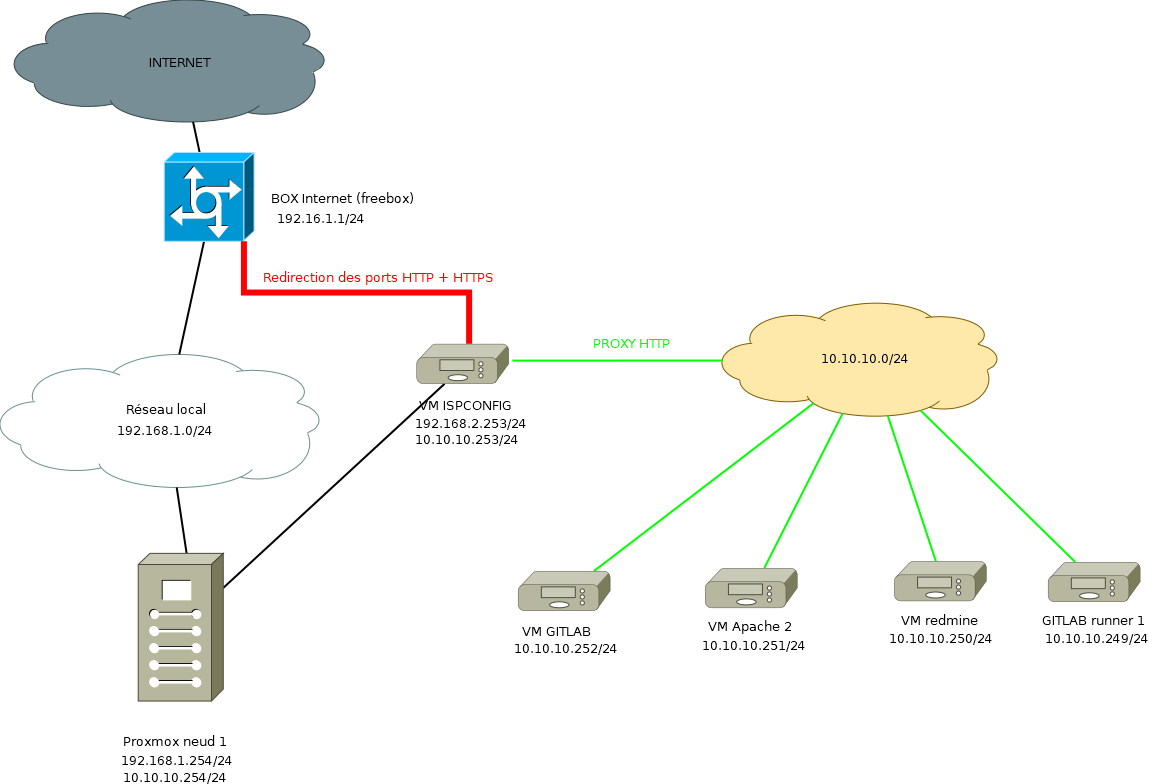 INTERNET
BOX Internet (freebox)
192.16.1.1/24
Redirection des ports HTTP + HTTPS
PROXY HTTP
10.10.10.0/24
Réseau local
192.168.1.0/24
VM ISPCONFIG
192.168.2.253/24
10.10.10.253/24
VM GITLAB
10.10.10.252/24
VM Apache 2
10.10.10.251/24
VM redmine
10.10.10.250/24
GITLAB runner 1
10.10.10.249/24
Proxmox neud 1
192.168.1.254/24
10.10.10.254/24